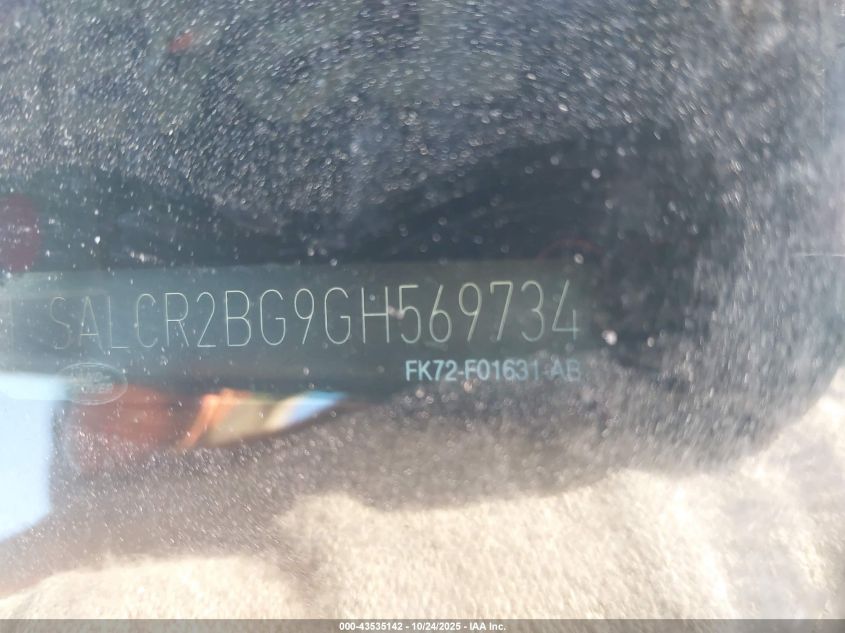 SALCR2BG9GH569734
FK72-F01631-AB
000-43535142 - 10/24/2025 - IAA Inc.